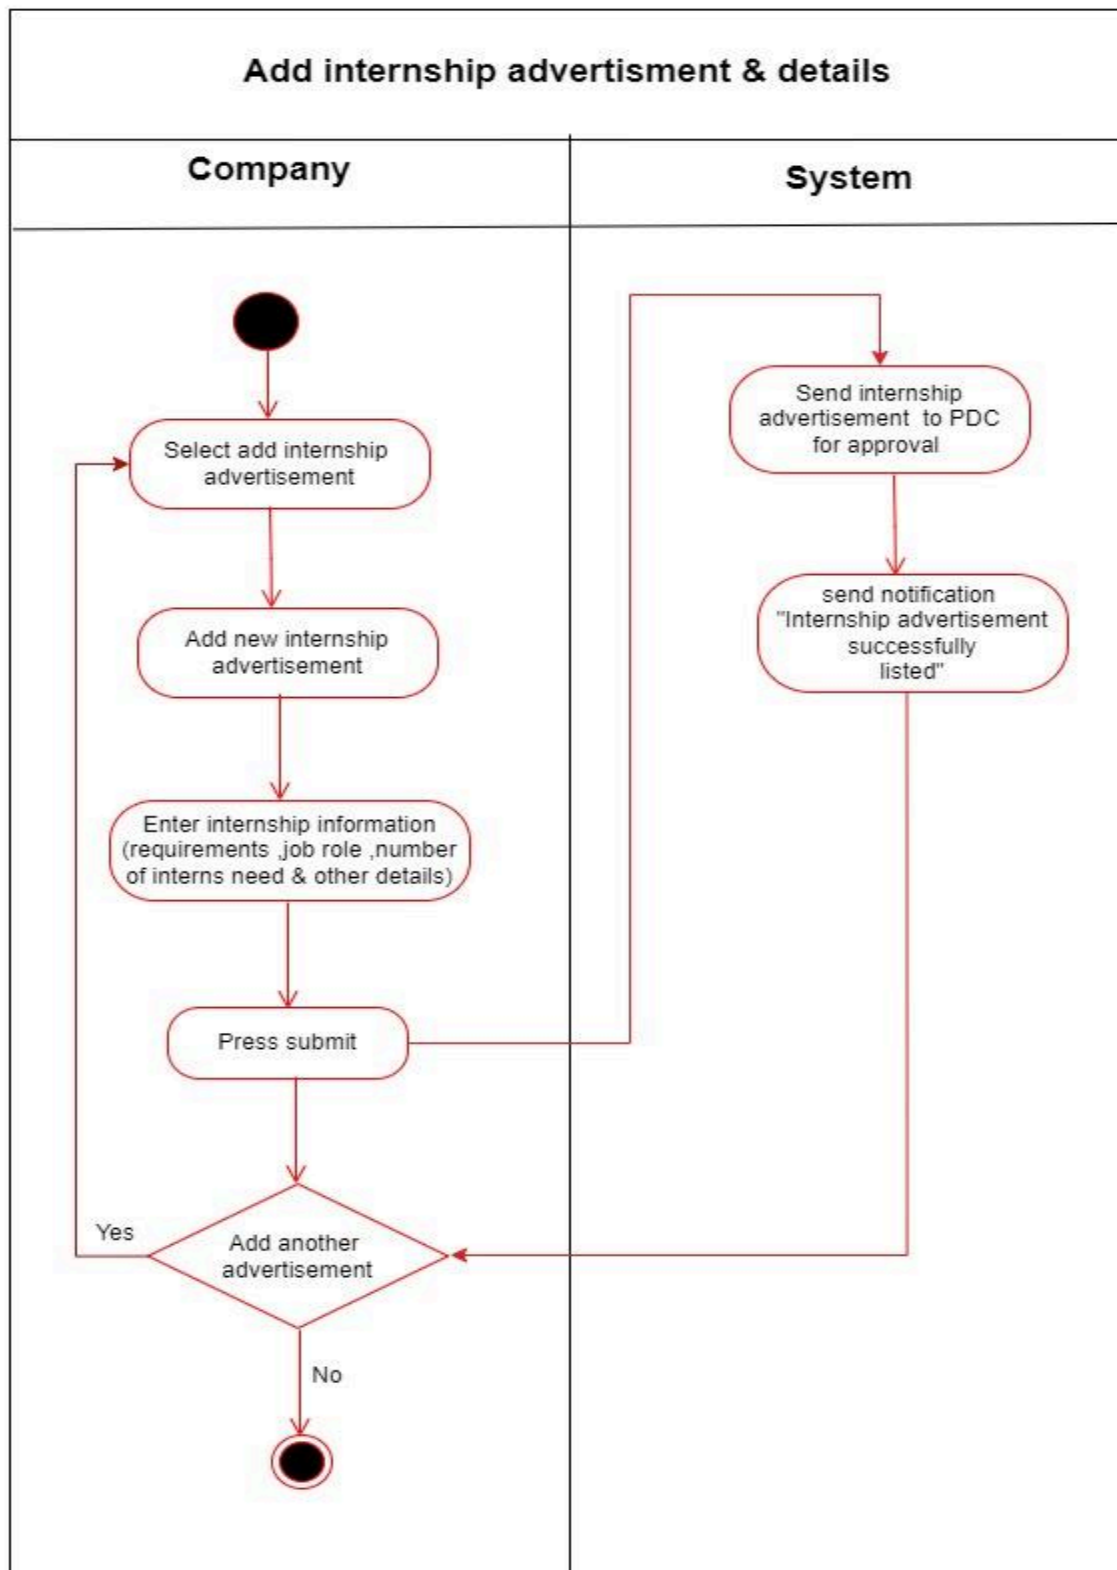 Add internship advertisment & details
Company
System
Select add internship
advertisement
Add new internship
advertisement
Enter internship information
(requirements ,job role ,number
of interns need & other details)
Press submit
Add another
advertisement
Yes
No
Send internship
advertisement  to PDC
for approval
send notification
"Internship advertisement
successfully
listed"